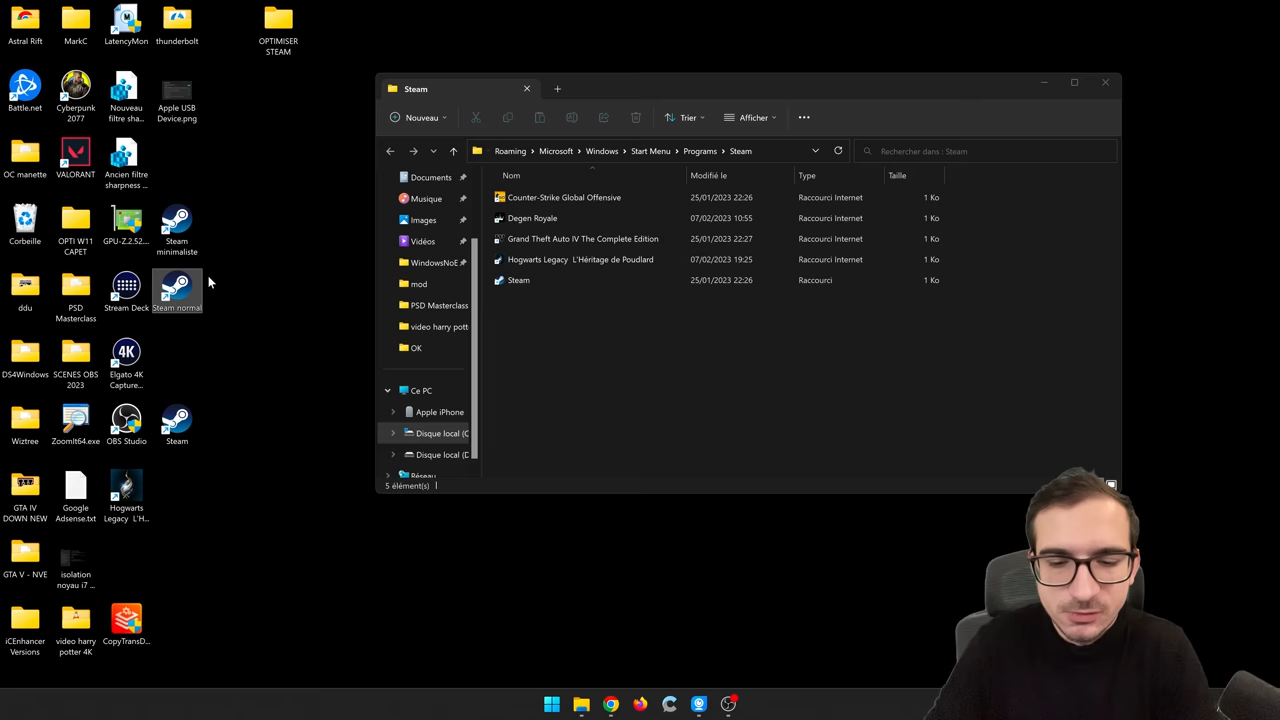 Astral Rift
MarkC
LatencyMon
thunderbolt
OPTIMISER
STEAM
Battle.net
Cyberpunk
2077
Nouveau
filtre sha...
Apple USB
Device.png
OC manette
VALORANT
Ancien filtre
sharpness ...
Corbeille
OPTI W11
CAPET
GPU-Z.2.52....
Steam
minimaliste
ddu
PSD
Masterclass
Stream Deck
Steam normal
DS4Windows
SCENES OBS
2023
4K
Elgato 4K
Capture...
Wiztree
ZoomIt64.exe
OBS Studio
Steam
GTA IV
DOWN NEW
Google
Adsense.txt
Hogwarts
Legacy L'H...
GTA V - NVE
isolation
noyau i7 ...
iCEnhancer
Versions
video harry
potter 4K
CopyTransD...
Steam
Nouveau
Trier
Afficher
Roaming > Microsoft > Windows > Start Menu > Programs > Steam
Rechercher dans : Steam
Nom
Modifié le
Type
Taille
Counter-Strike Global Offensive 25/01/2023 22:26 Raccourci Internet 1 Ko
Degen Royale 07/02/2023 10:55 Raccourci Internet 1 Ko
Grand Theft Auto IV The Complete Edition 25/01/2023 22:27 Raccourci Internet 1 Ko
Hogwarts Legacy L'Héritage de Poudlard 07/02/2023 19:25 Raccourci Internet 1 Ko
Steam 25/01/2023 22:26 Raccourci 1 Ko
Documents
Musique
Images
Vidéos
WindowsNoE
mod
PSD Masterclass
video harry pott
OK
Ce PC
Apple iPhone
Disque local (C
Disque local (D
Réseau
5 élément(s)